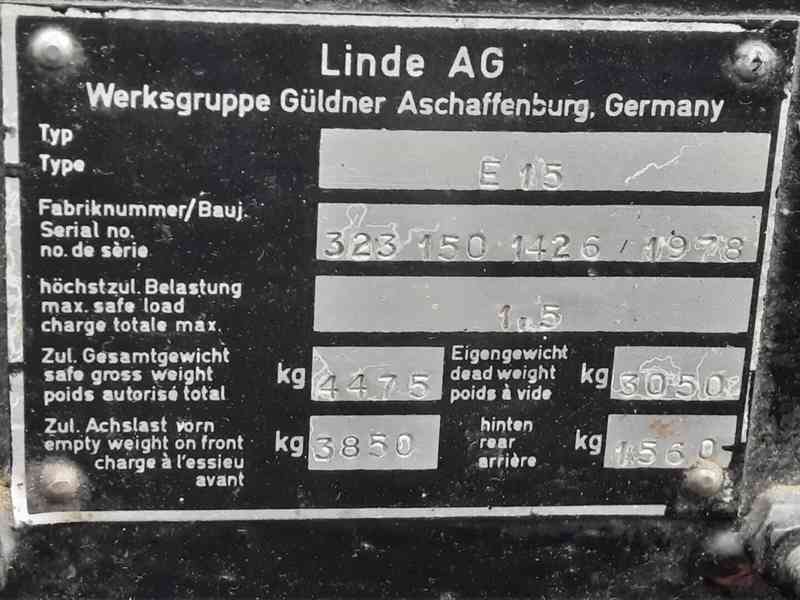 Linde AG
Werksgruppe Güldner Aschaffenburg, Germany
Typ
Type
E 15
Fabriknummer/Bauj.
Serial no.
no. de sèrie
323 150 1426 / 1978
höchstzul. Belastung
max. safe load
charge totale max.
1.5
Zul. Gesamtgewicht
safe gross weight
poids autorisé total
kg 4475
Eigengewicht
dead weight
poids à vide
kg 3050
Zul. Achslast vorn
empty weight on front
charge à l'essieu
avant
kg 3850
hinten
rear
arrière
kg 1.560